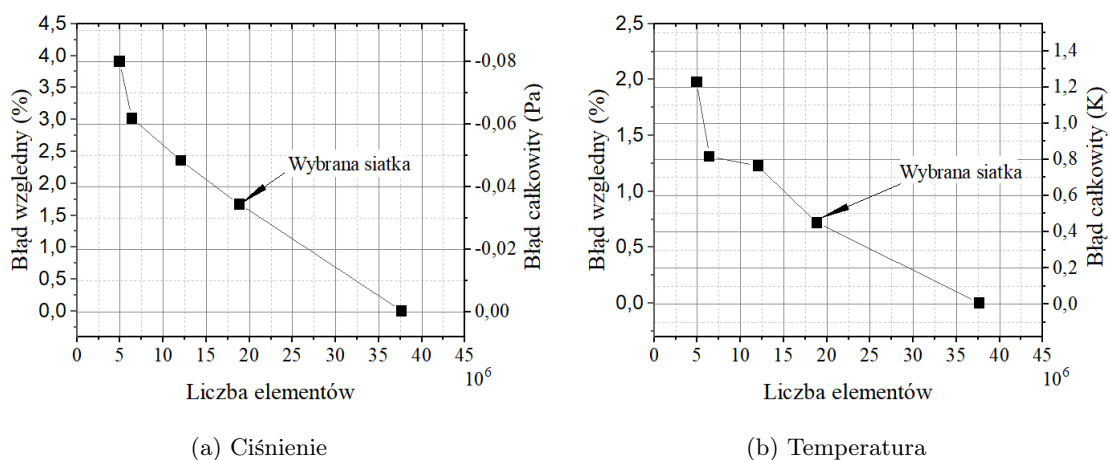 4,5
4,0
3,5
3,0
2,5
2,0
1,5
1,0
0,5
0,0
Błąd względny (%)
-0,08
-0,06
-0,04
-0,02
0,00
Błąd całkowity (Pa)
Wybrana siatka
0 5 10 15 20 25 30 35 40 45
10⁶
Liczba elementów
(a) Ciśnienie
2,5
2,0
1,5
1,0
0,5
0,0
Błąd względny (%)
1,4
1,2
1,0
0,8
0,6
0,4
0,2
0,0
Błąd całkowity (K)
Wybrana siatka
0 5 10 15 20 25 30 35 40 45
10⁶
Liczba elementów
(b) Temperatura